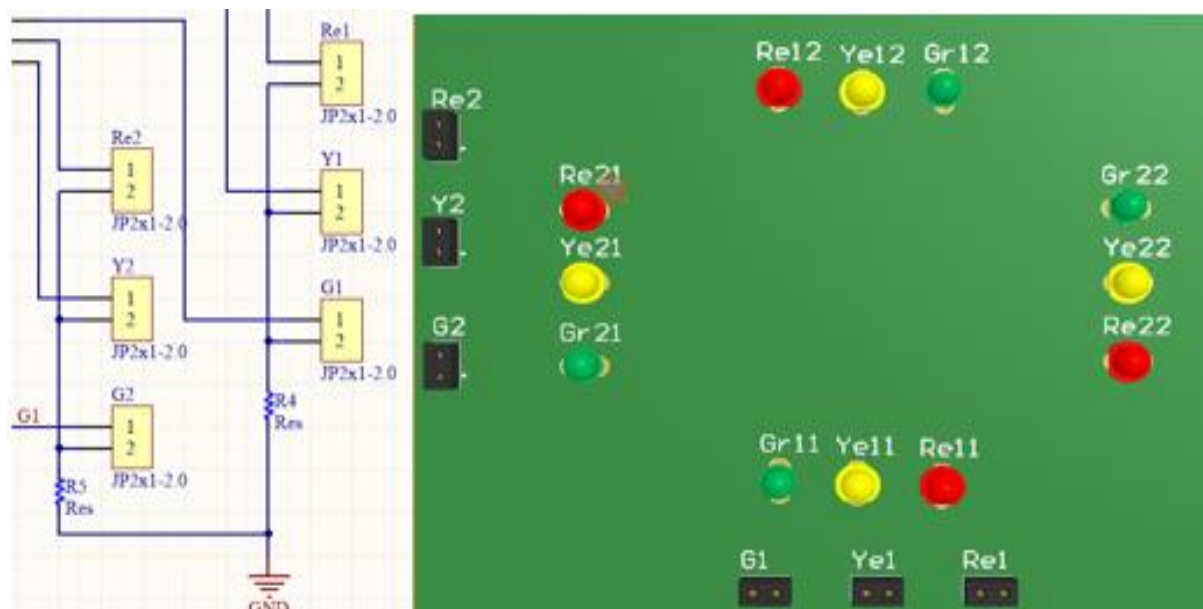 Re1
1
2
JP2x1-2.0
Re2
1
2
JP2x1-2.0
Y1
1
2
JP2x1-2.0
Y2
1
2
JP2x1-2.0
G1
1
2
JP2x1-2.0
G2
G1
1
2
JP2x1-2.0
R4
Res
R5
Res
GND
Re12 Ye12 Gr12
Re2
Re21
Gr22
Y2
Ye21
Ye22
G2
Gr21
Re22
Gr11 Ye11 Re11
G1 Ye1 Re1